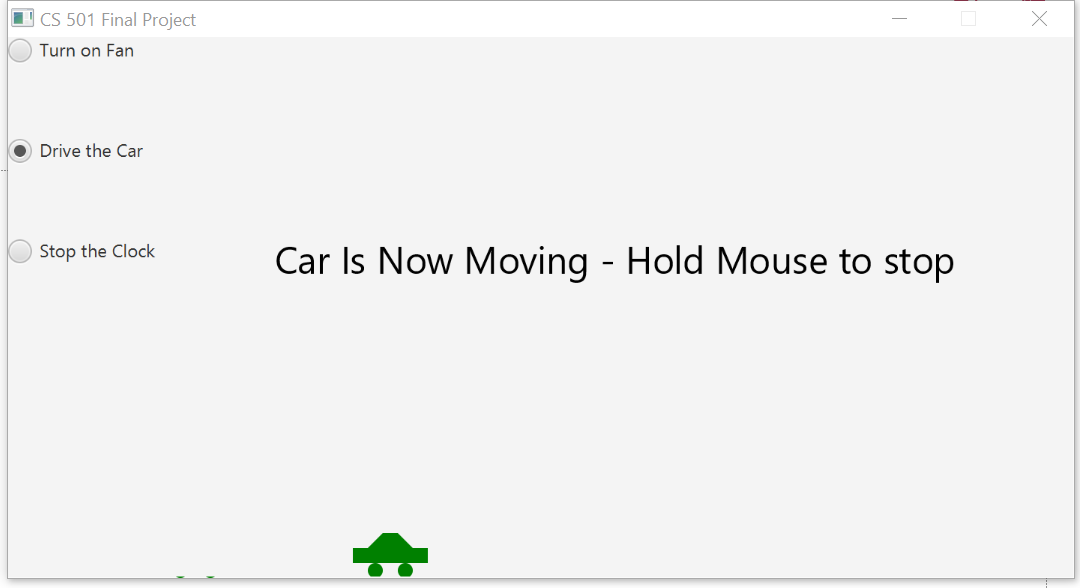 CS 501 Final Project
Turn on Fan
Drive the Car
Stop the Clock
Car Is Now Moving - Hold Mouse to stop